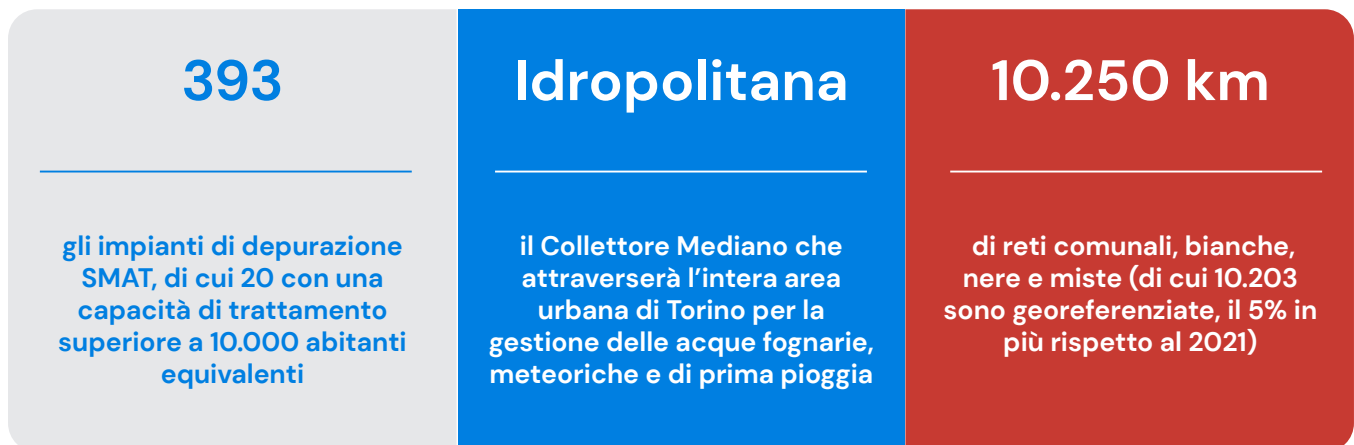 393
gli impianti di depurazione
SMAT, di cui 20 con una
capacità di trattamento
superiore a 10.000 abitanti
equivalenti
Idropolitana
il Collettore Mediano che
attraverserà l'intera area
urbana di Torino per la
gestione delle acque fognarie,
meteoriche e di prima pioggia
10.250 km
di reti comunali, bianche,
nere e miste (di cui 10.203
sono georeferenziate, il 5% in
più rispetto al 2021)